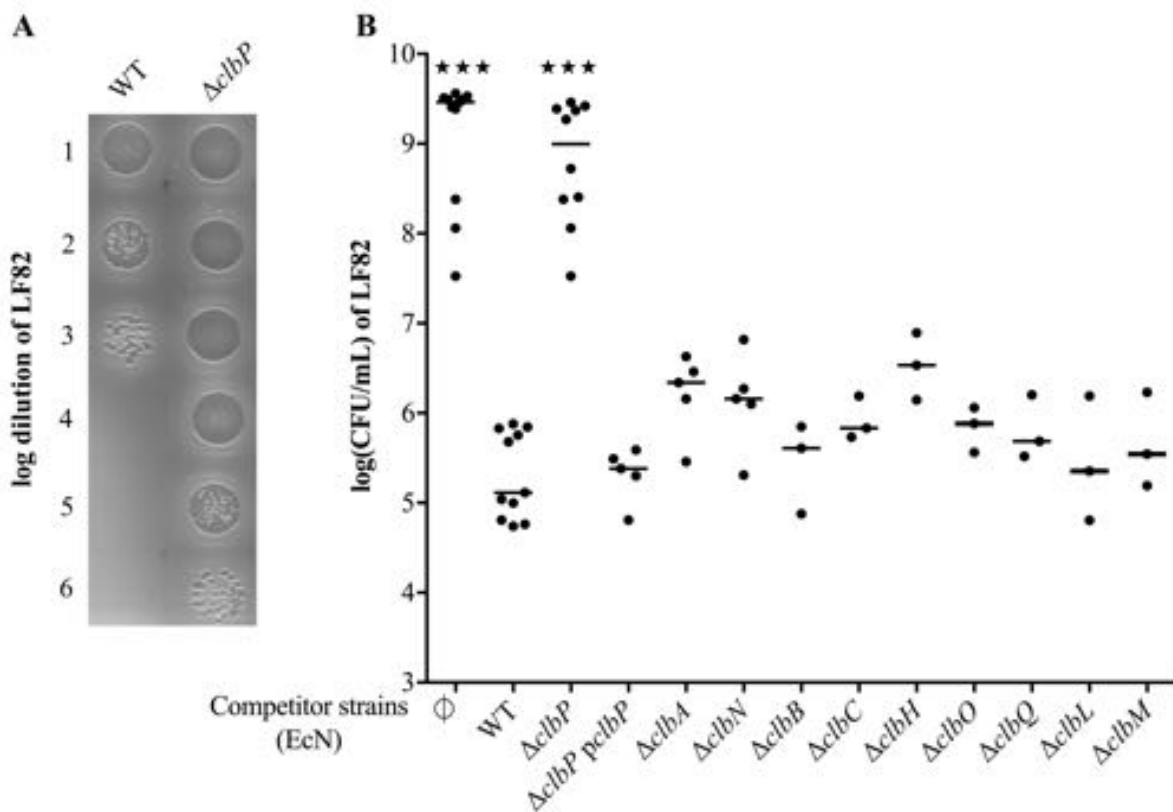 A
WT
ΔclbP
log dilution of LF82
1
2
3
4
5
6
B
★★★ ★★★
log(CFU/mL) of LF82
10
9
8
7
6
5
4
3
Competitor strains
(EcN)
Φ
WT
ΔclbP
ΔclbP pclbP
ΔclbA
ΔclbN
ΔclbB
ΔclbC
ΔclbH
ΔclbO
ΔclbQ
ΔclbL
ΔclbM